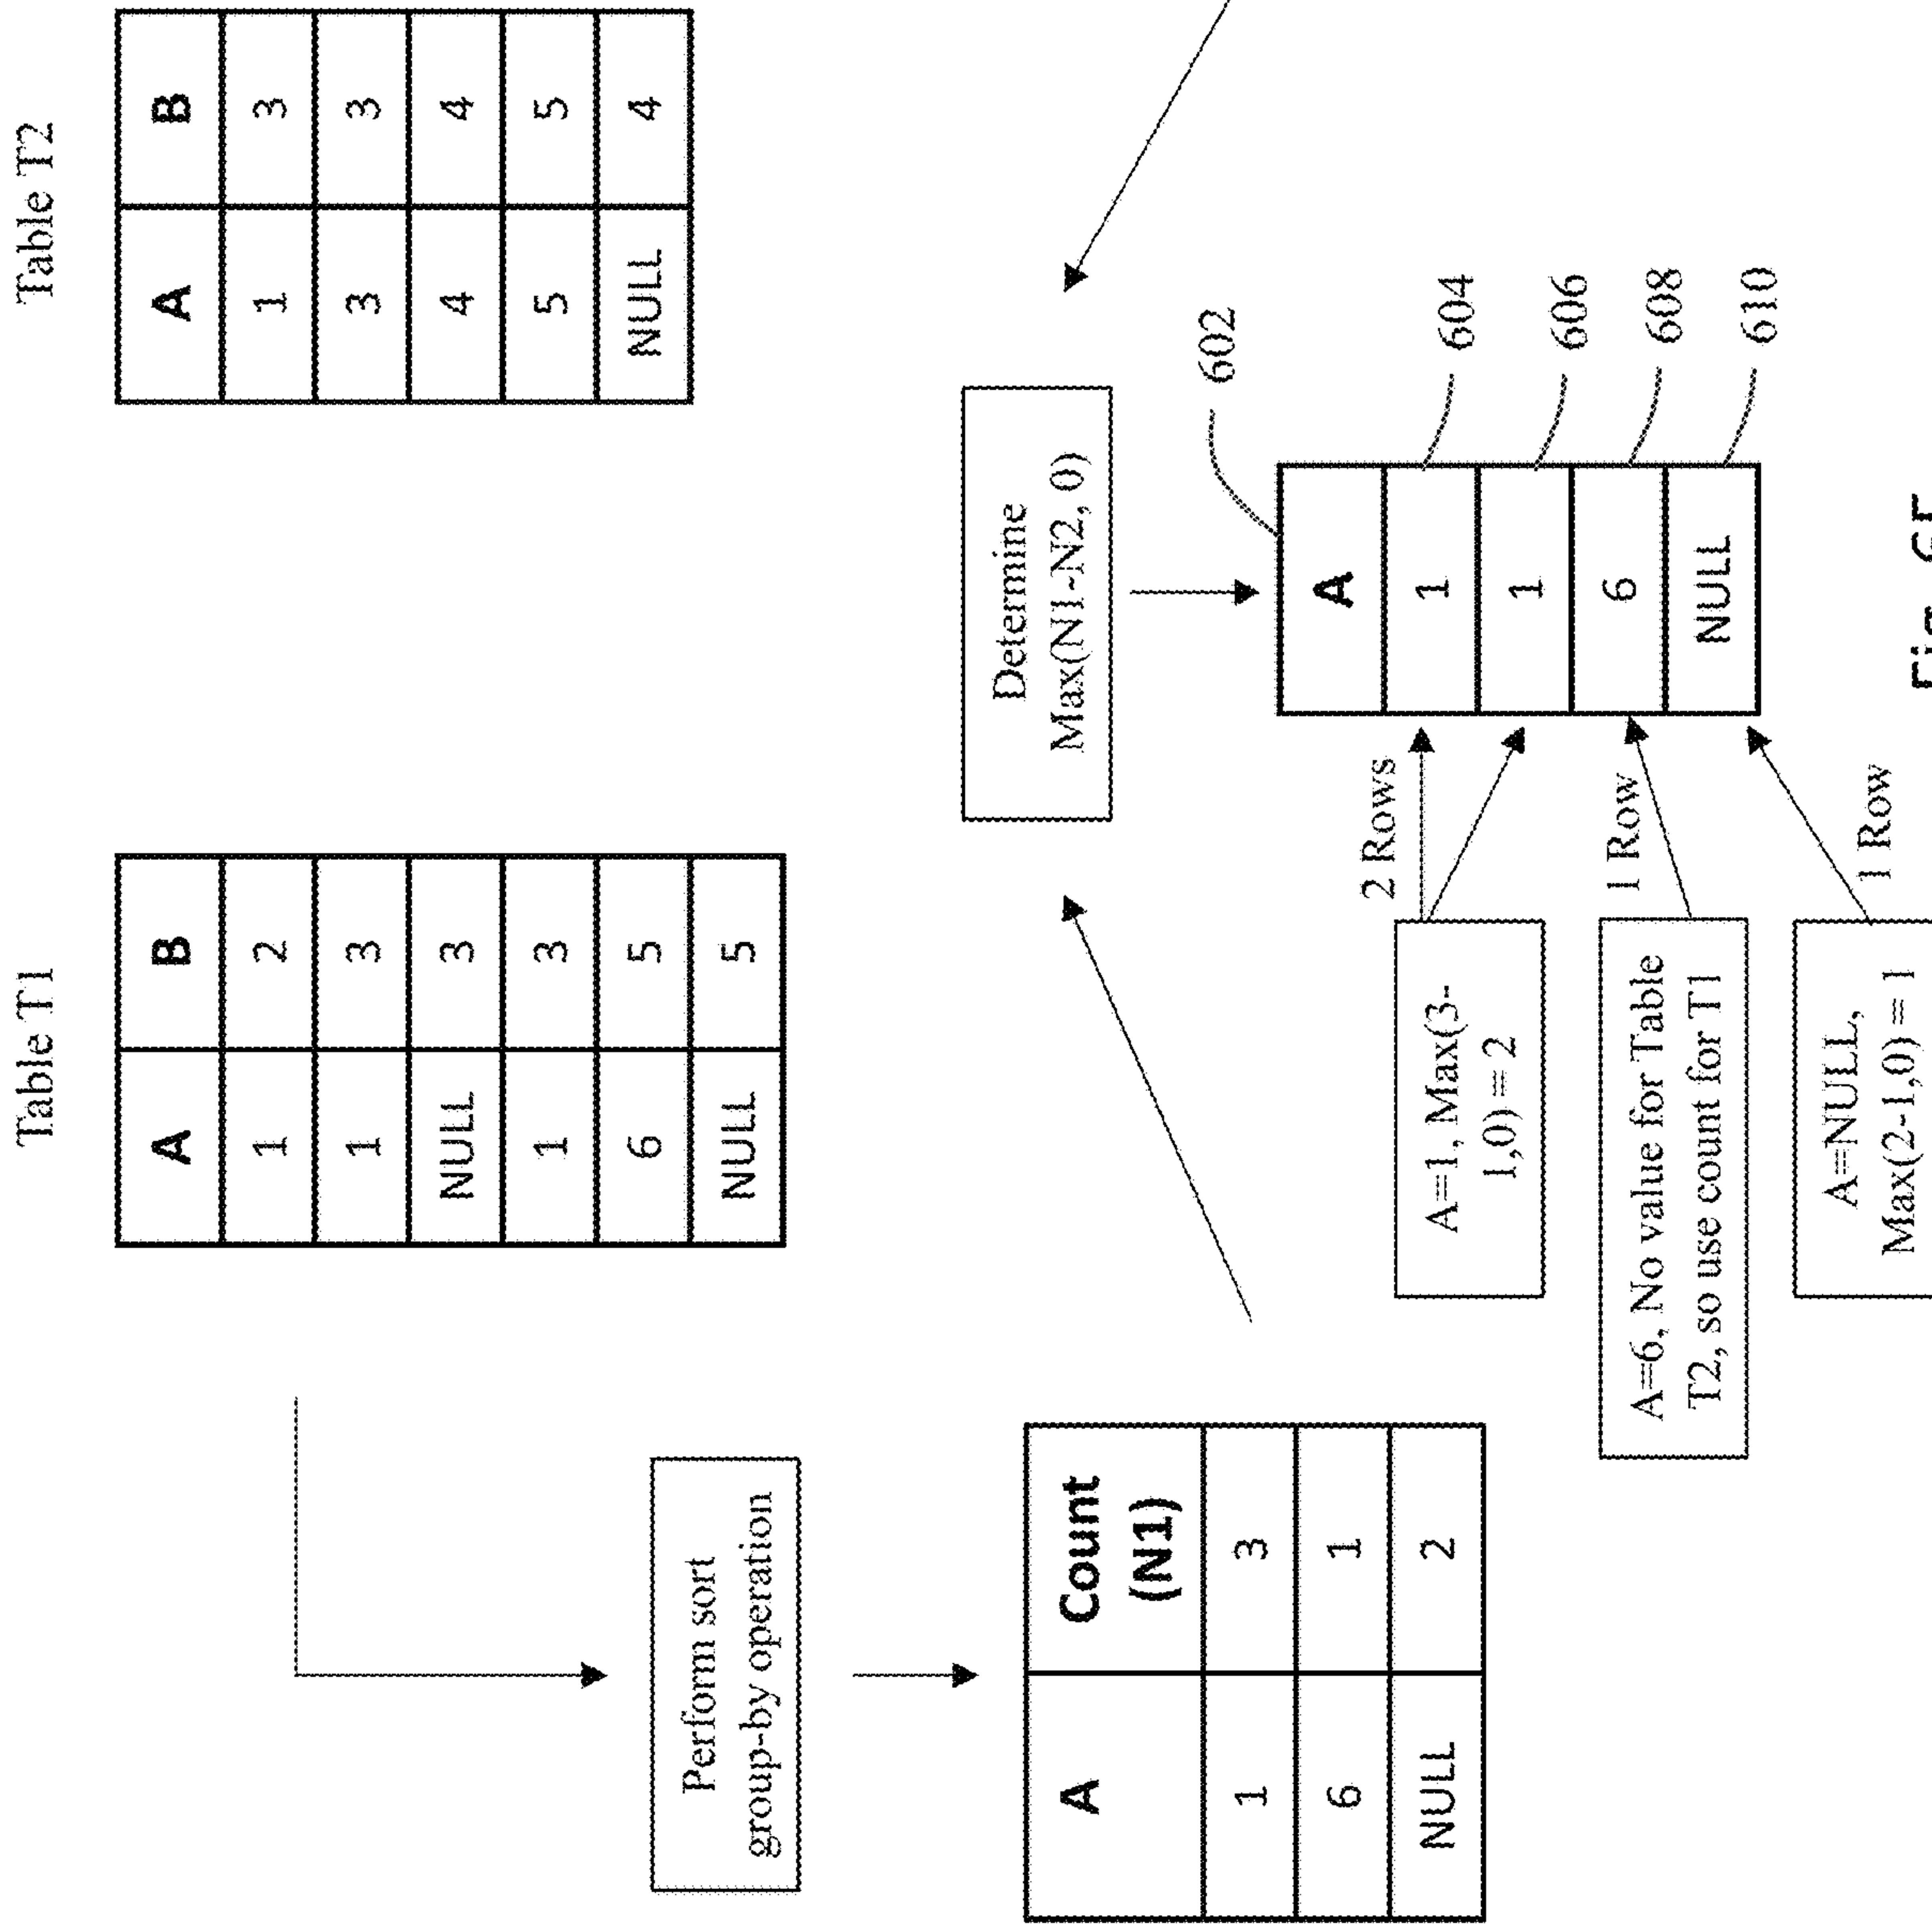 Table T1
A B
1 2
1 3
NULL 3
1 3
6 5
NULL 5
Table T2
A B
1 3
3 3
4 4
5 5
NULL 4
Perform sort
group-by operation
A Count
(N1)
1 3
6 1
NULL 2
Determine
Max(N1-N2, 0)
602
A
1
1
6
NULL
604
606
608
610
A=1, Max(3-
1,0) = 2
2 Rows
A=6, No value for Table
T2, so use count for T1
1 Row
A=NULL,
Max(2-1,0) = 1
1 Row